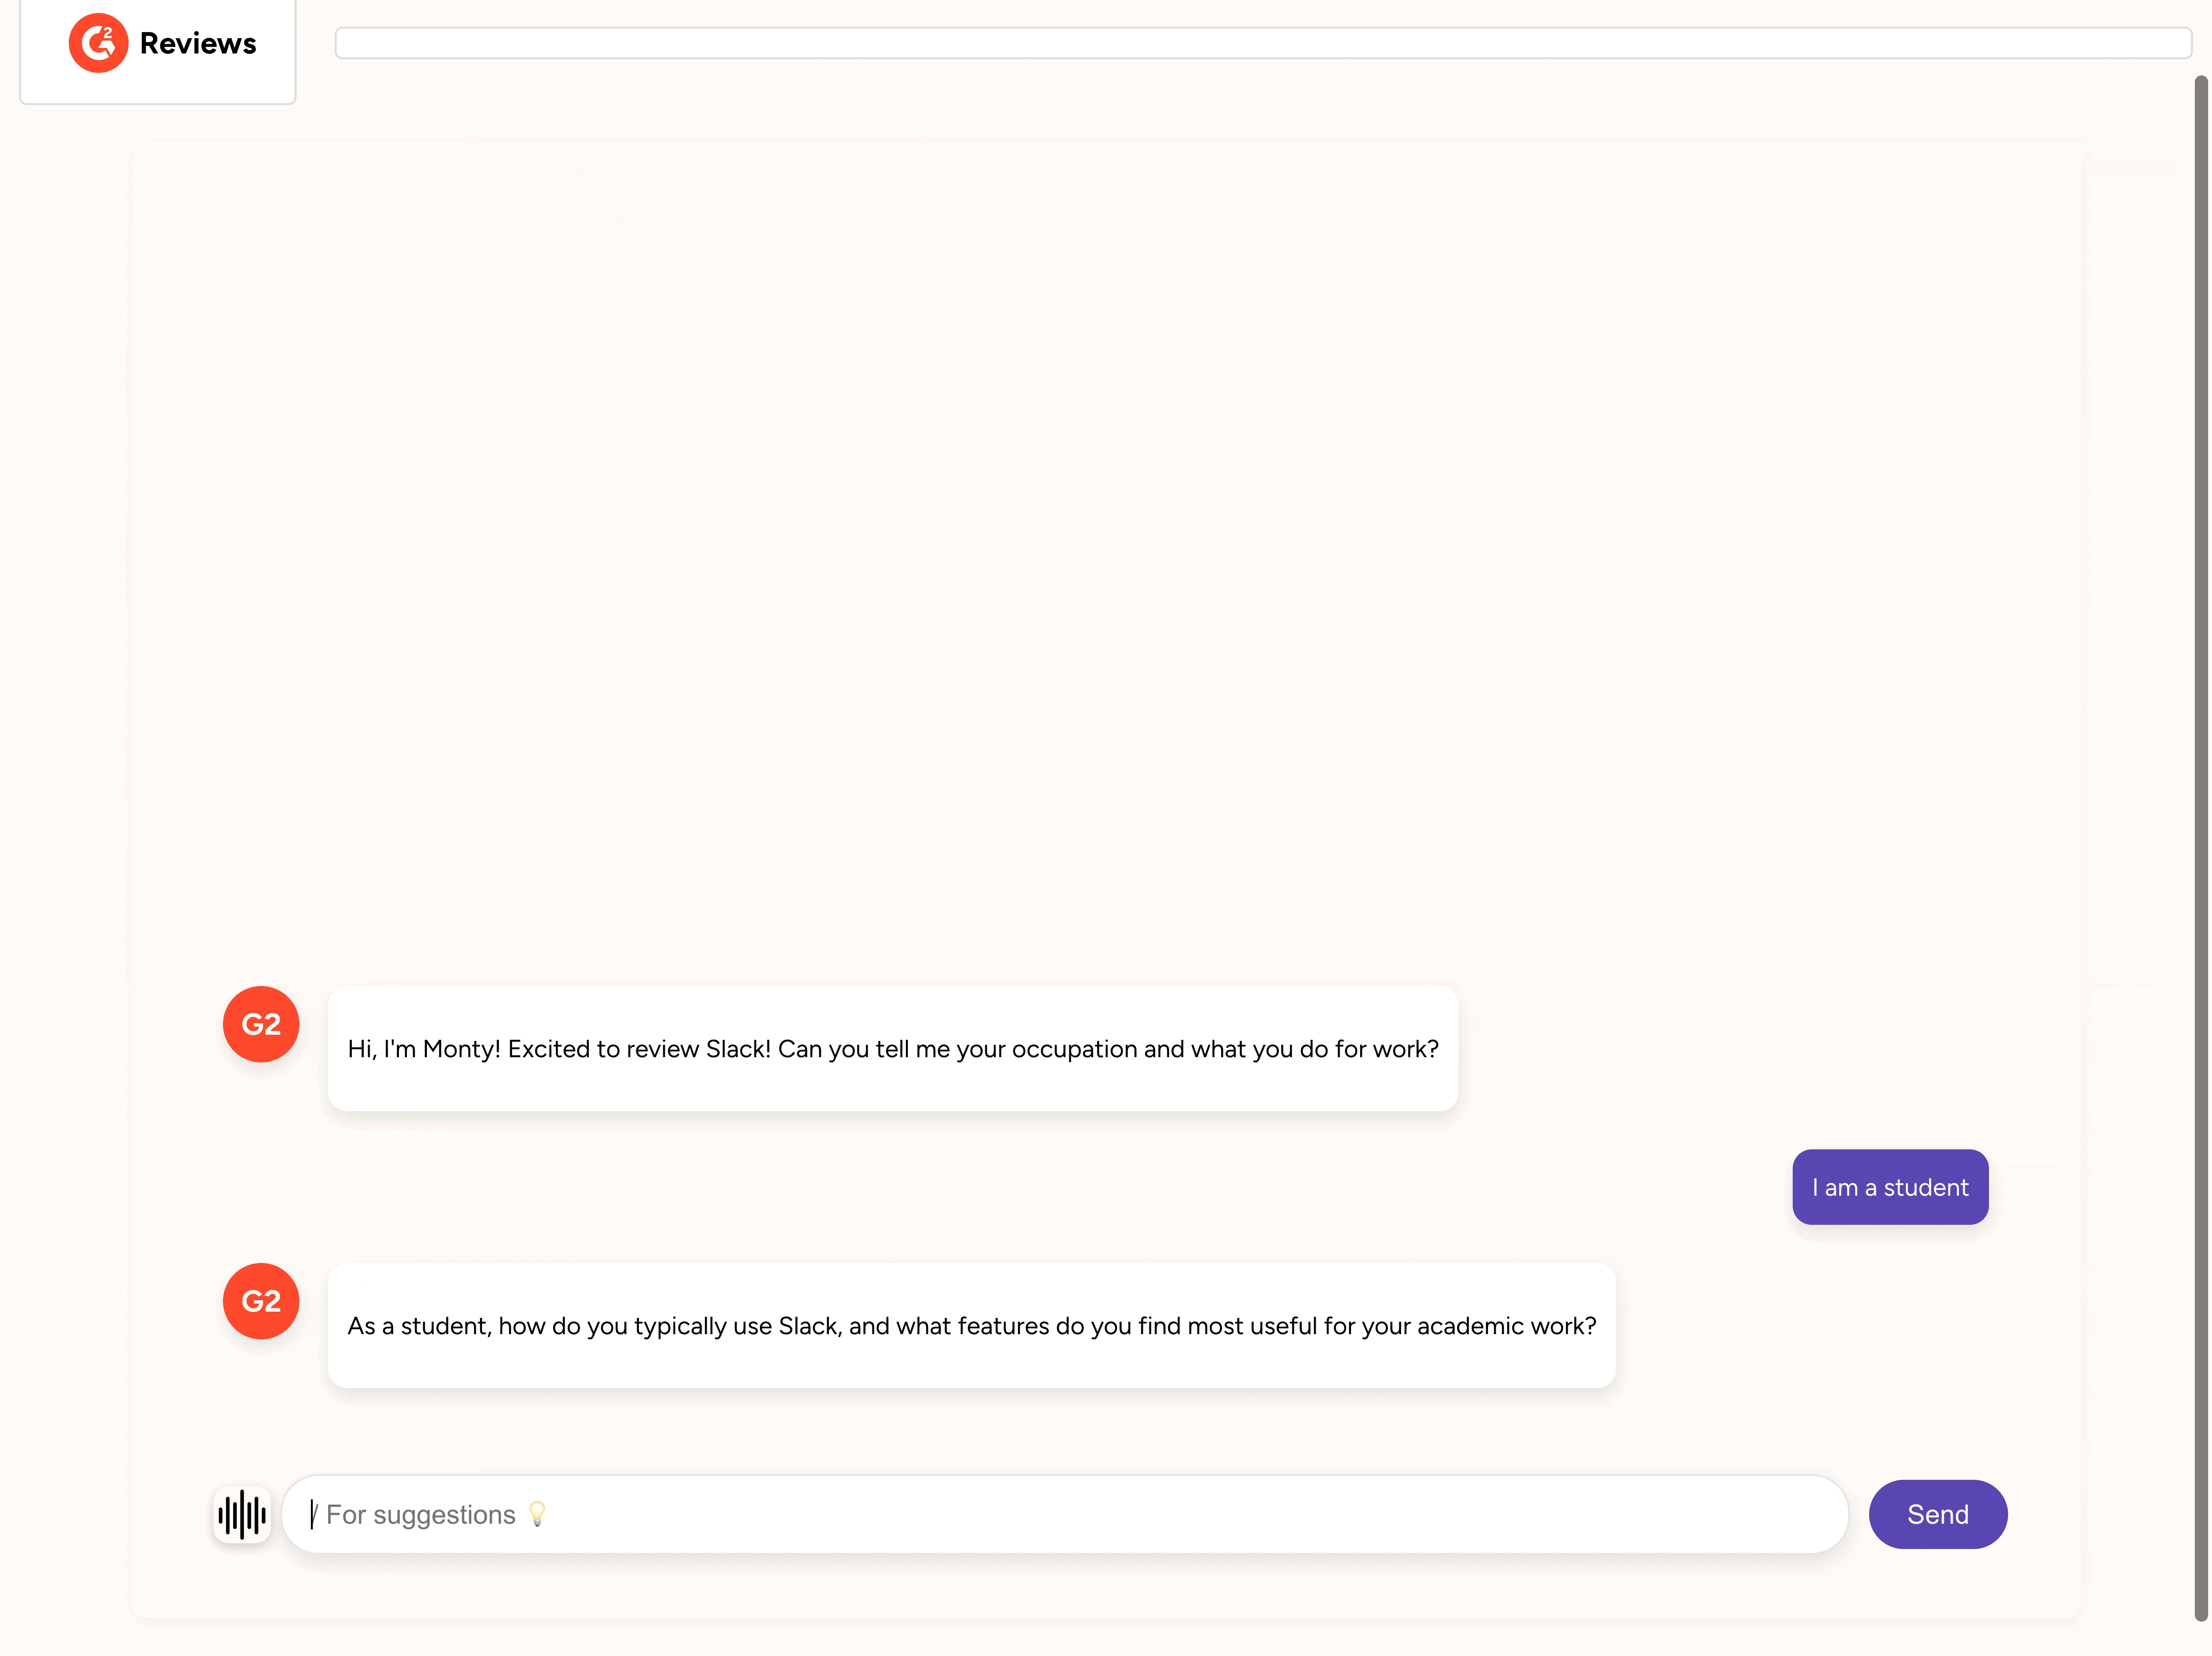 G2 Reviews
G2
Hi, I'm Monty! Excited to review Slack! Can you tell me your occupation and what you do for work?
I am a student
G2
As a student, how do you typically use Slack, and what features do you find most useful for your academic work?
/ For suggestions 💡
Send